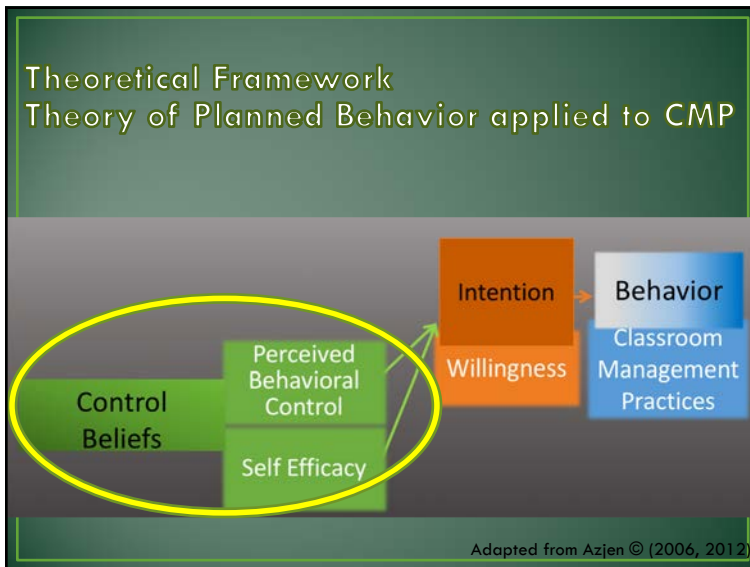 Theoretical Framework
Theory of Planned Behavior applied to CMP
Control
Beliefs
Perceived
Behavioral
Control
Self Efficacy
Intention
Willingness
Behavior
Classroom
Management
Practices
Adapted from Azjen © (2006, 2012)